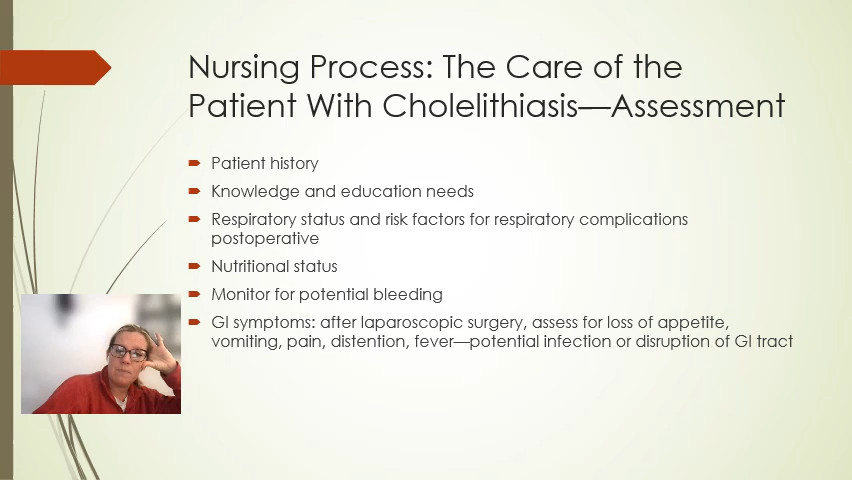 Nursing Process: The Care of the
Patient With Cholelithiasis—Assessment
Patient history
Knowledge and education needs
Respiratory status and risk factors for respiratory complications
postoperative
Nutritional status
Monitor for potential bleeding
GI symptoms: after laparoscopic surgery, assess for loss of appetite,
vomiting, pain, distention, fever—potential infection or disruption of GI tract